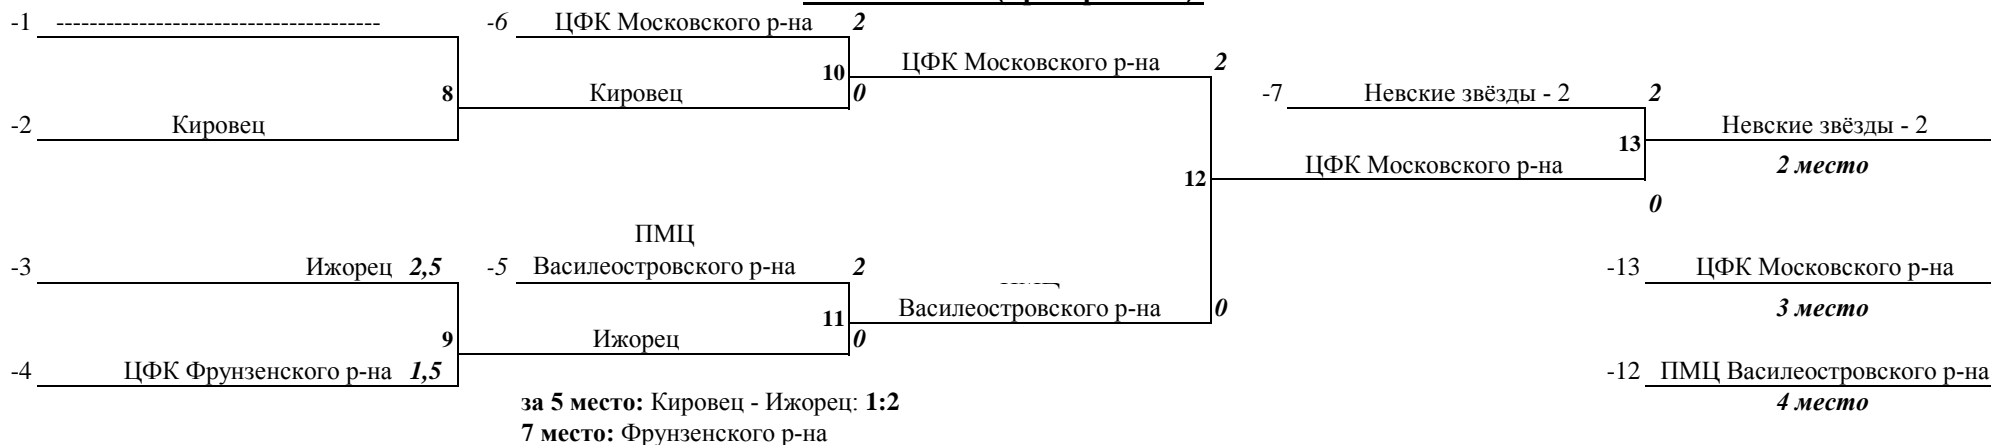 -1 ------------------------------------ -6 ЦФК Московского р-на 2
10 ЦФК Московского р-на 2
8 Кировец 0 -7 Невские звёзды - 2 2
-2 Кировец 13 Невские звёзды - 2
12 ЦФК Московского р-на 2 место
0
ПМЦ
-3 Ижорец 2,5 -5 Василеостровского р-на 2 -13 ЦФК Московского р-на
11 Василеостровского р-на 0 3 место
9 Ижорец 0
-4 ЦФК Фрунзенского р-на 1,5 -12 ПМЦ Василеостровского р-на
за 5 место: Кировец - Ижорец: 1:2 4 место
7 место: Фрунзенского р-на